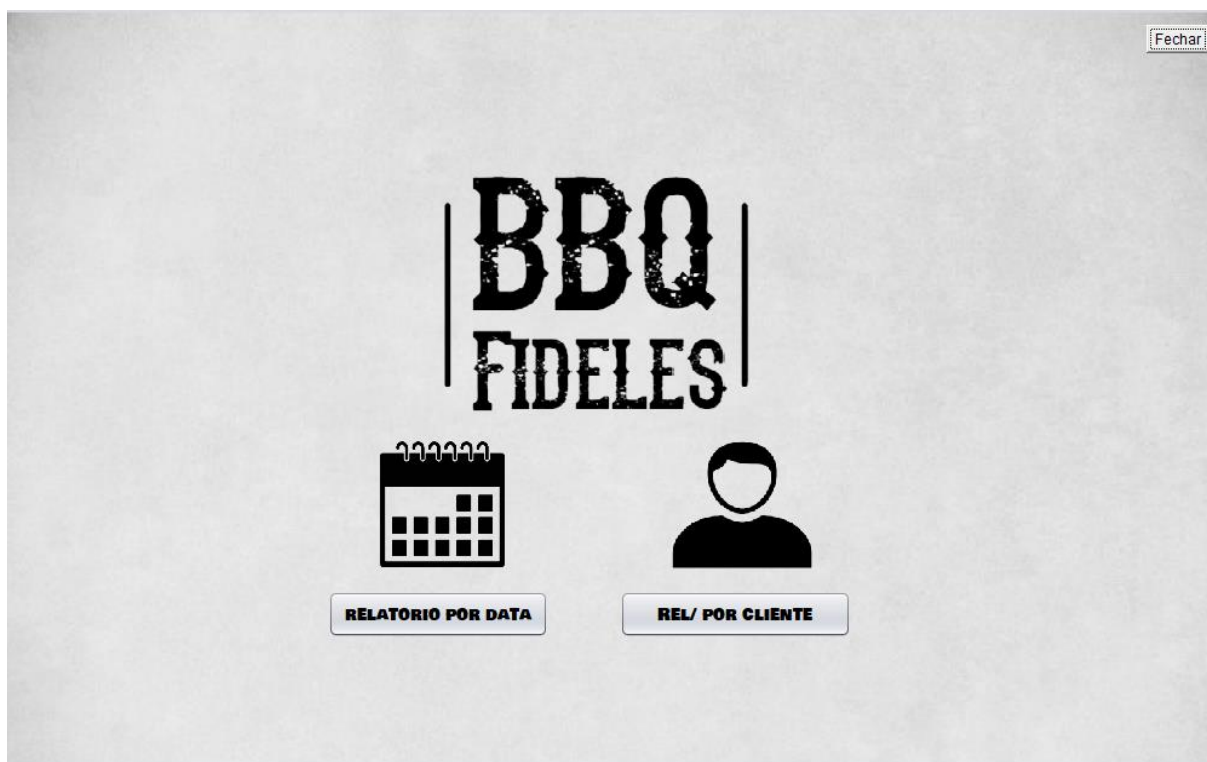 Fechar
BBQ
FIDELES
RELATORIO POR DATA
REL/ POR CLIENTE